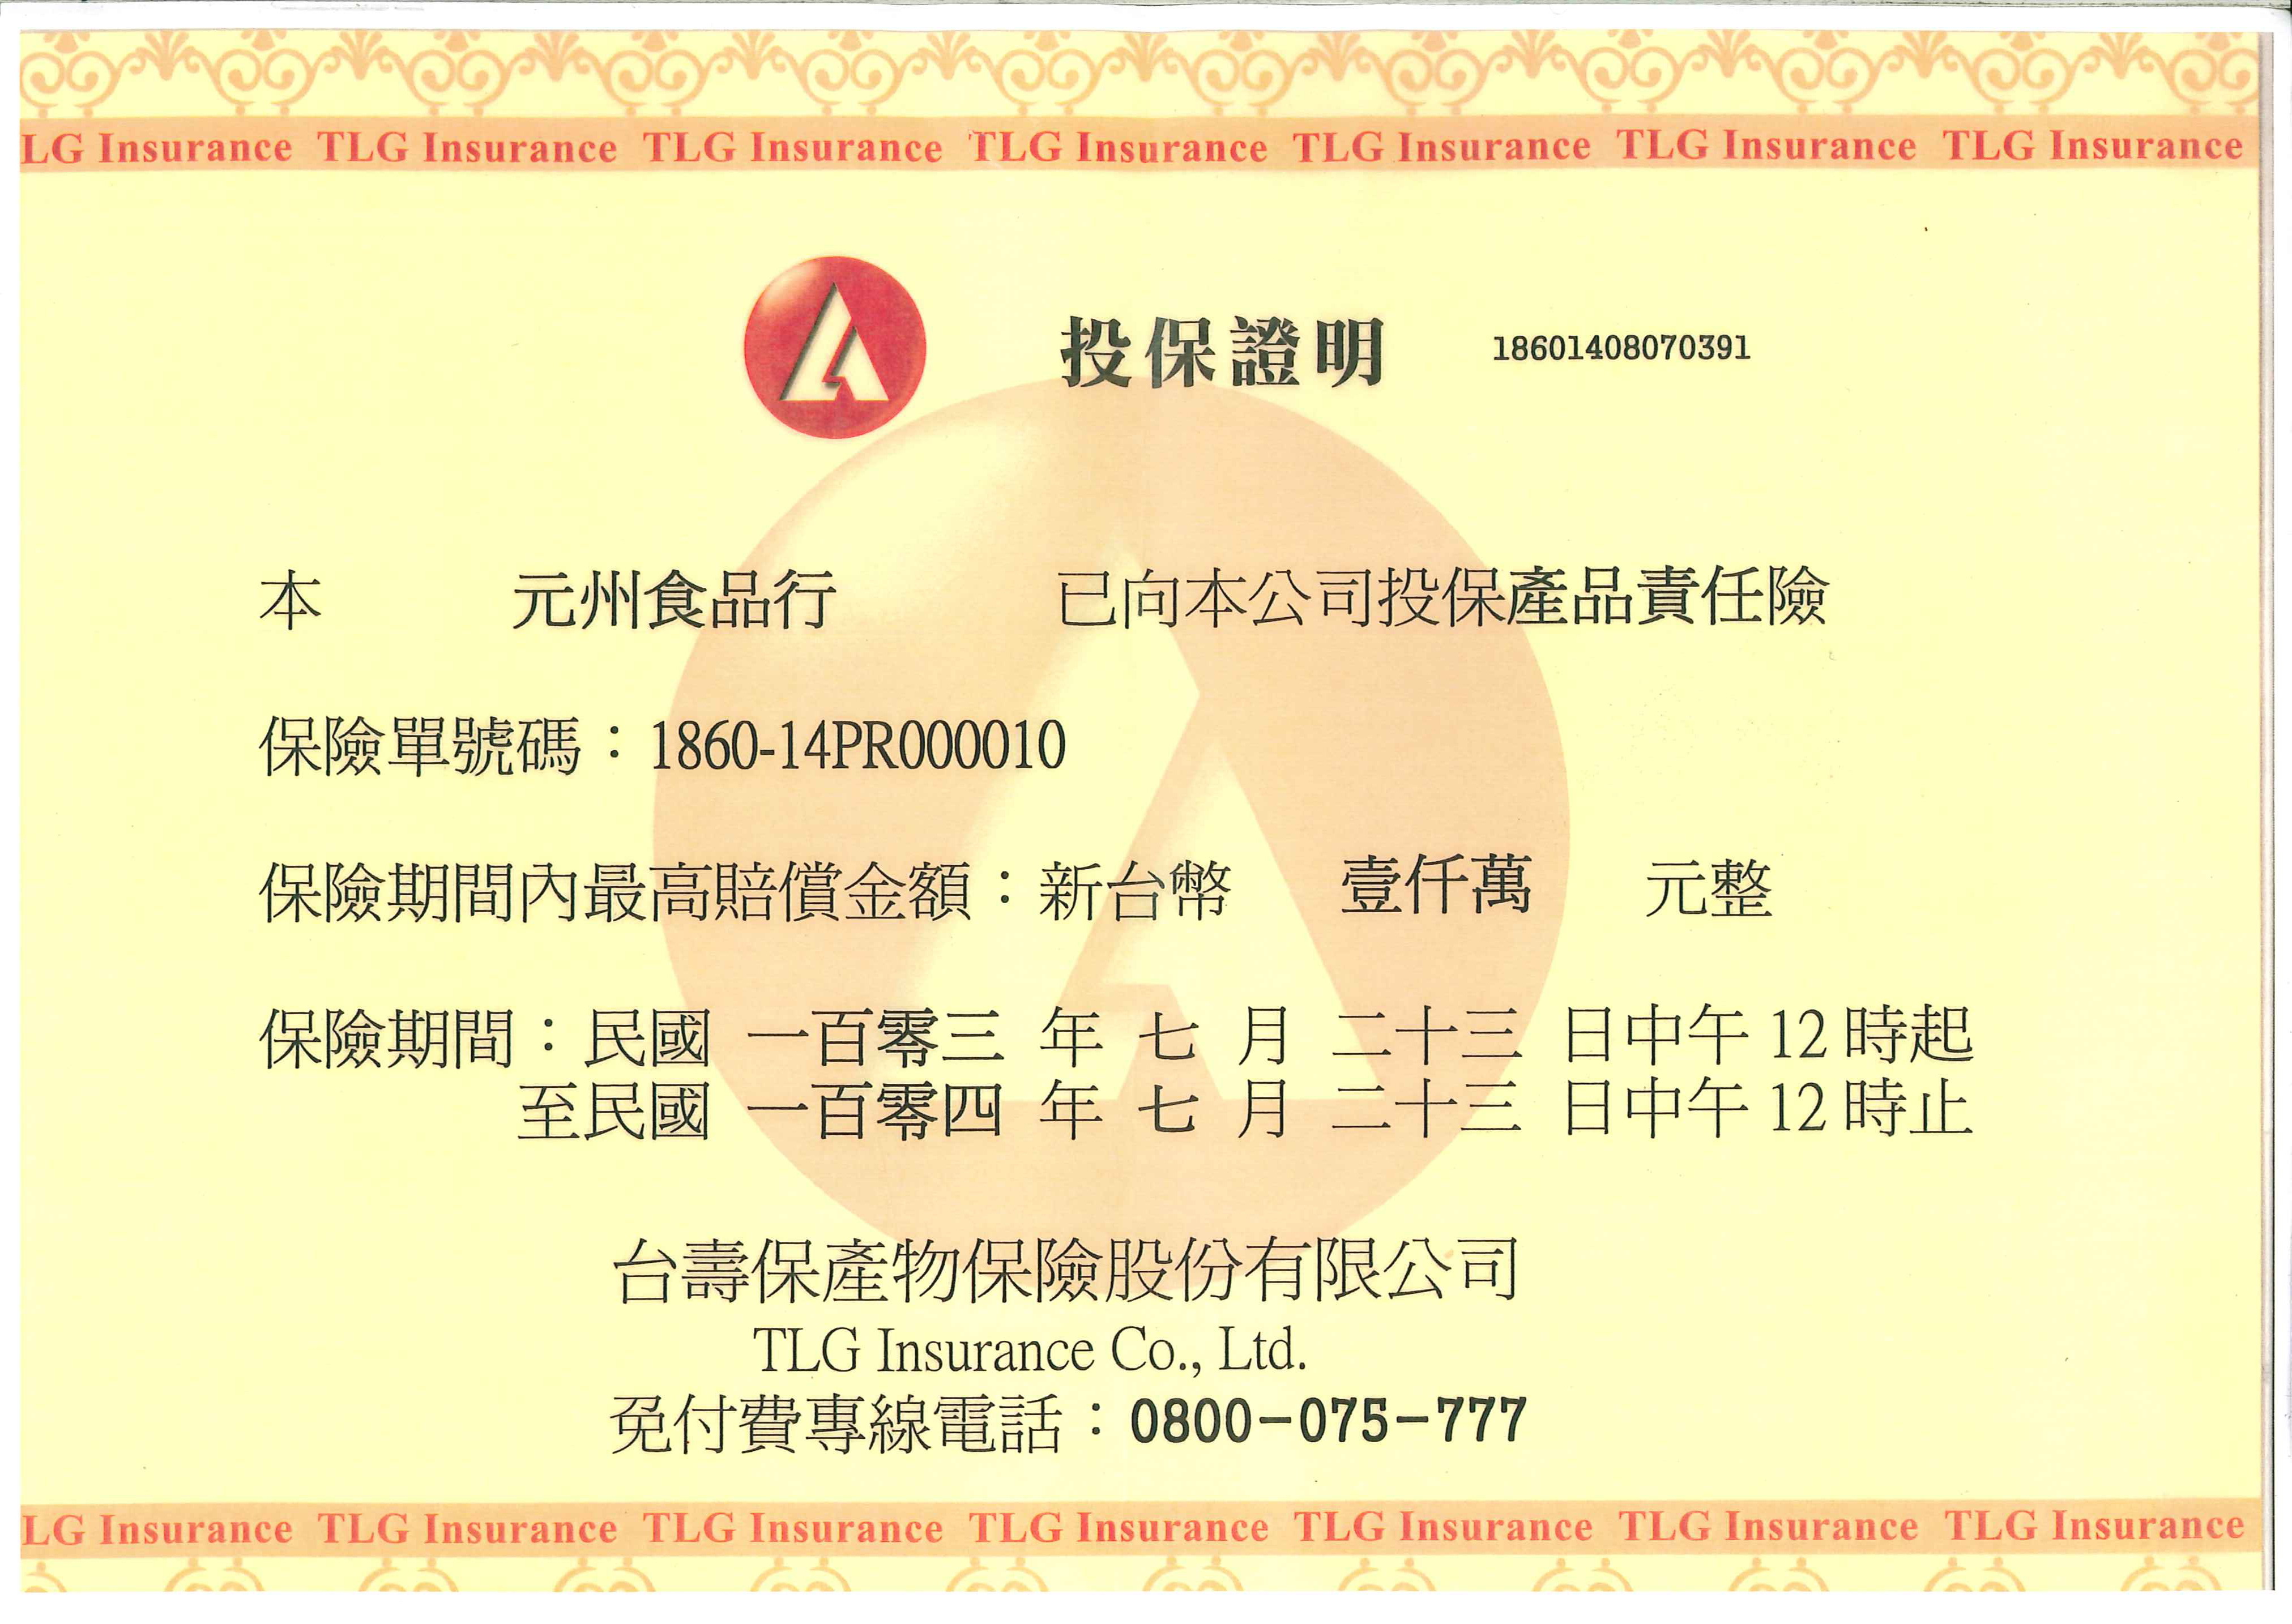 LG Insurance TLG Insurance TLG Insurance TLG Insurance TLG Insurance TLG Insurance TLG Insurance
投保證明 18601408070391
本 元州食品行 已向本公司投保產品責任險
保險單號碼：1860-14PR000010
保險期間內最高賠償金額：新台幣 壹仟萬 元整
保險期間：民國 一百零三 年 七 月 二十三 日中午 12 時起
至民國 一百零四 年 七 月 二十三 日中午 12 時止
台壽保產物保險股份有限公司
TLG Insurance Co., Ltd.
免付費專線電話：0800-075-777
LG Insurance TLG Insurance TLG Insurance TLG Insurance TLG Insurance TLG Insurance TLG Insurance